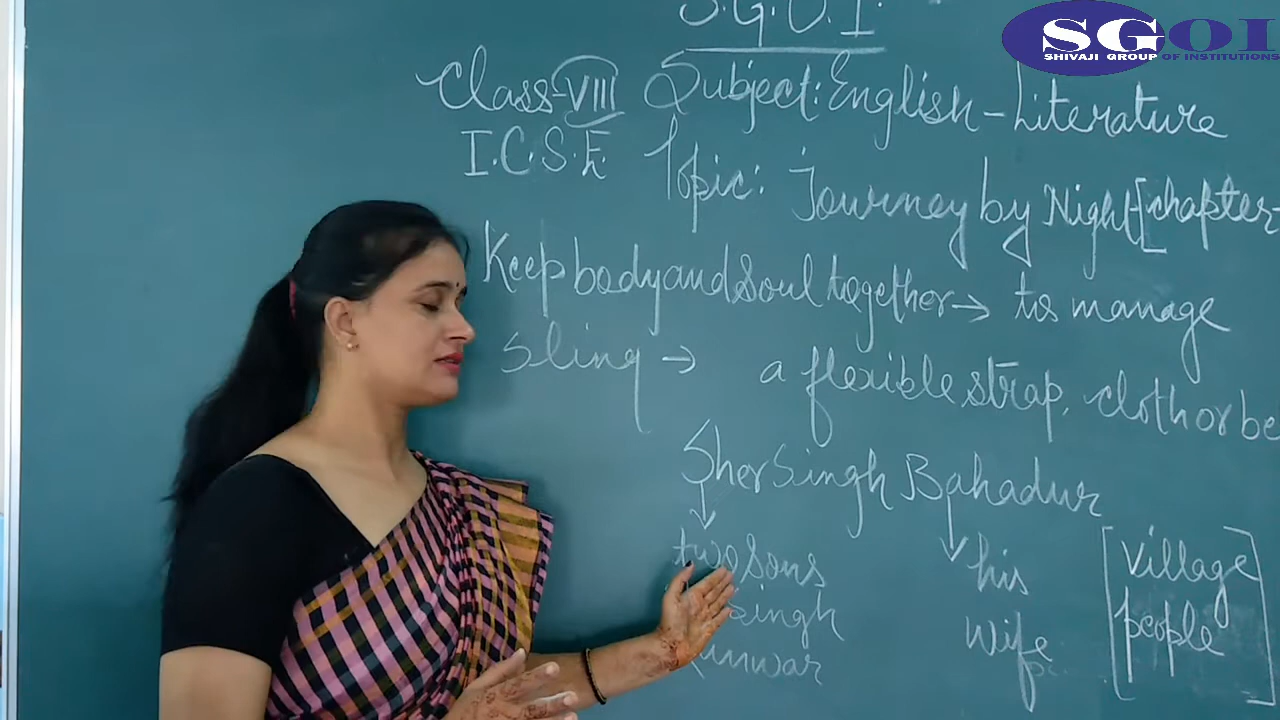 S.G.O.I.
SGOI
SHIVAJI GROUP OF INSTITUTIONS
Class-VIII Subject: English-Literature
I.C.S.E. Topic: Journey by Night [chapter-
Keep body and Soul together → to manage
sling → a flexible strap, cloth or be
Sher Singh Bahadur
two sons his [village
singh wife people]
Kunwar